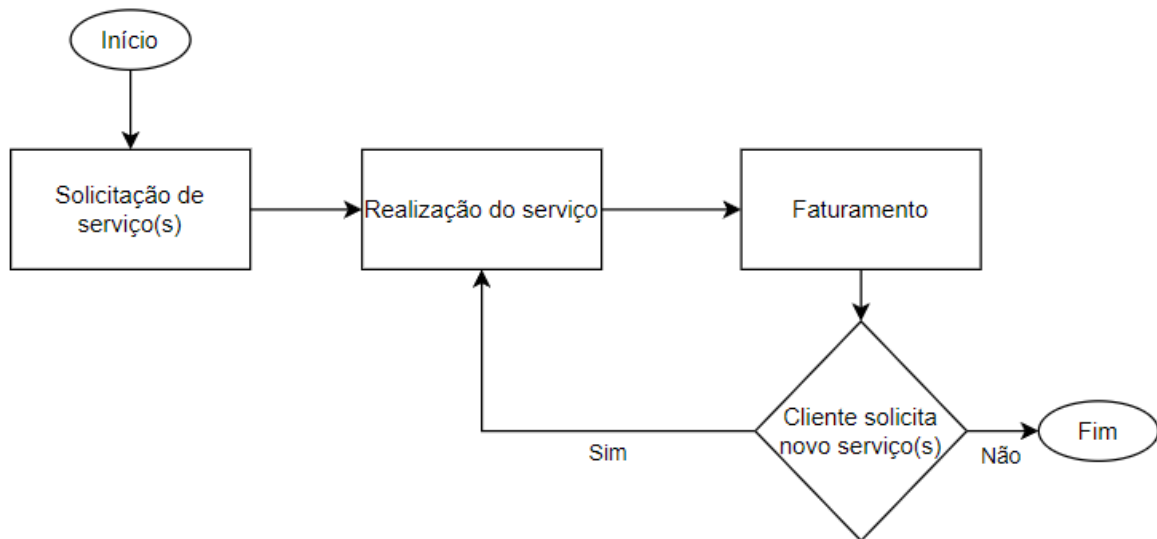 Início
Solicitação de
serviço(s)
Realização do serviço
Faturamento
Cliente solicita
novo serviço(s)
Sim
Não
Fim